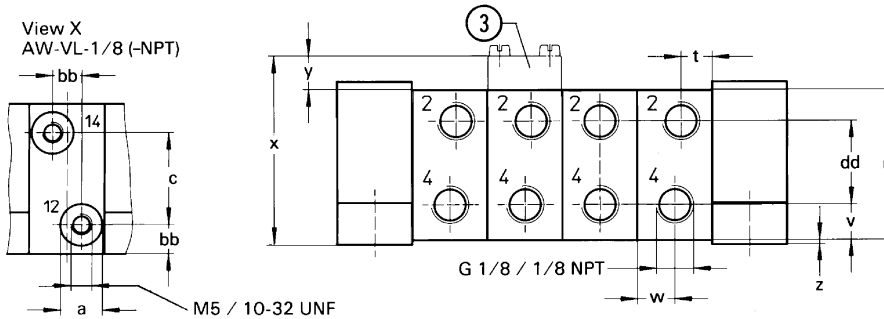 View X
AW-VL-1/8 (-NPT)
bb
14
c
12
bb
a
M5 / 10-32 UNF
3
y
x
t
2 2 2 2
4 4 4 4
dd
v
z
w
G 1/8 / 1/8 NPT